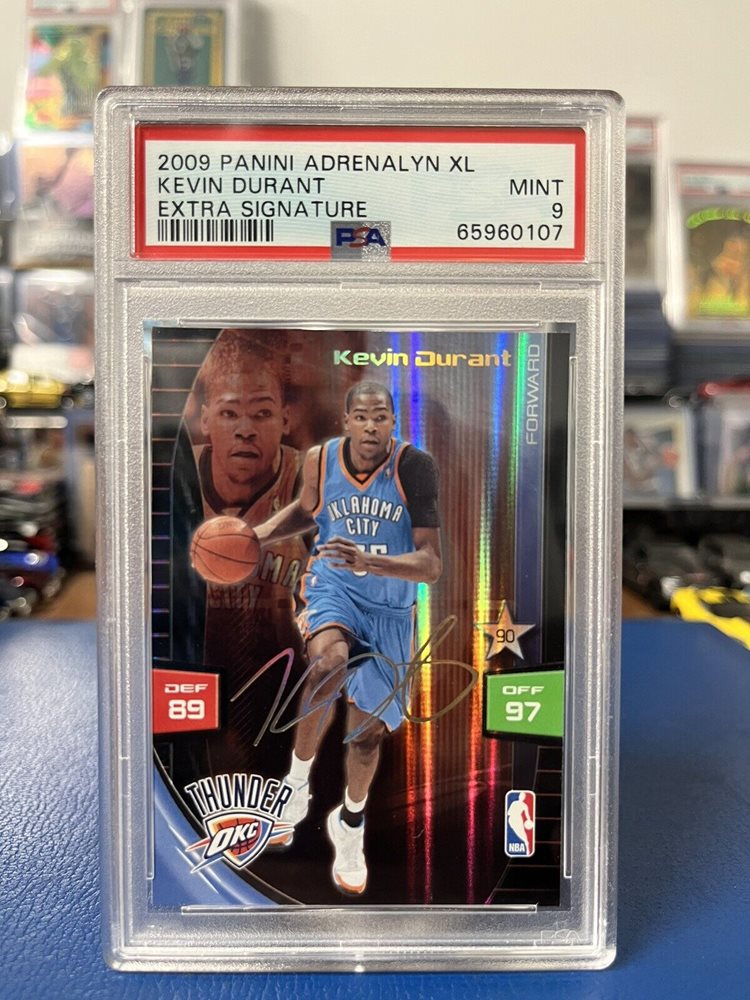 2009 PANINI ADRENALYN XL
KEVIN DURANT
MINT
EXTRA SIGNATURE
9
PSA
65960107
Kevin Durant
FORWARD
OKLAHOMA
CITY
90
DEF
89
OFF
97
THUNDER
OKC
NBA